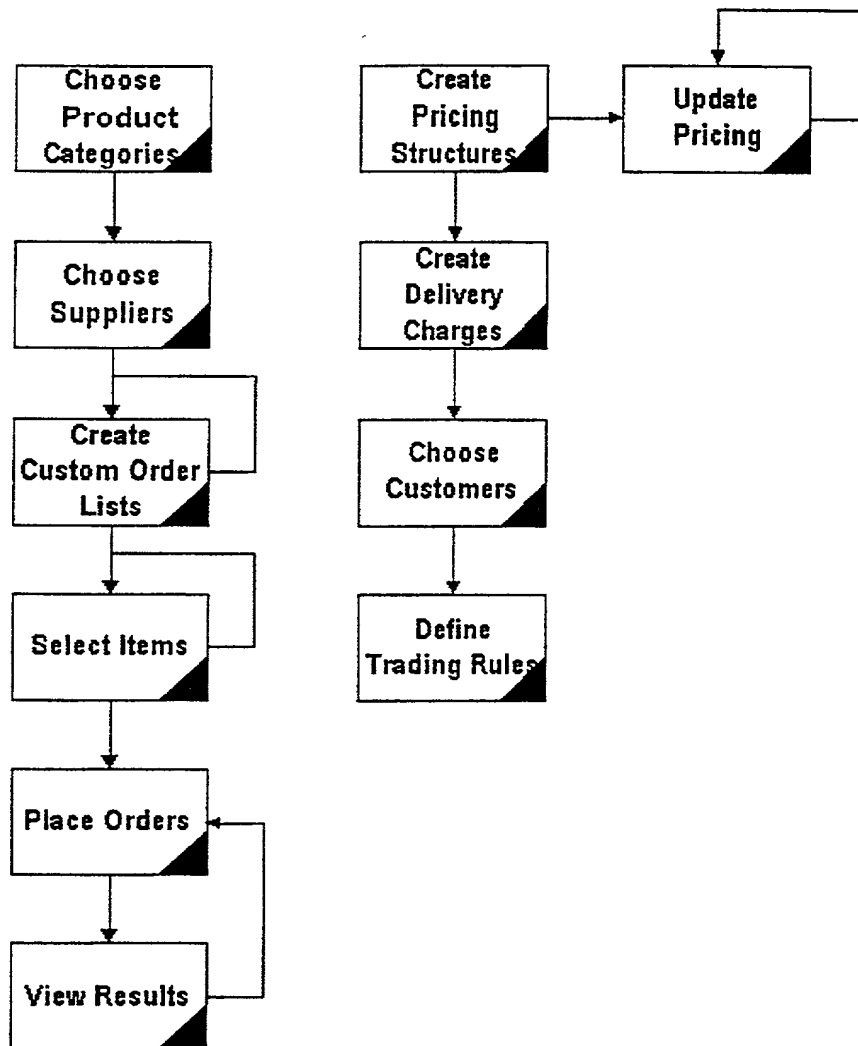 Choose
Product
Categories
Choose
Suppliers
Create
Custom Order
Lists
Select Items
Place Orders
View Results
Create
Pricing
Structures
Create
Delivery
Charges
Choose
Customers
Define
Trading Rules
Update
Pricing